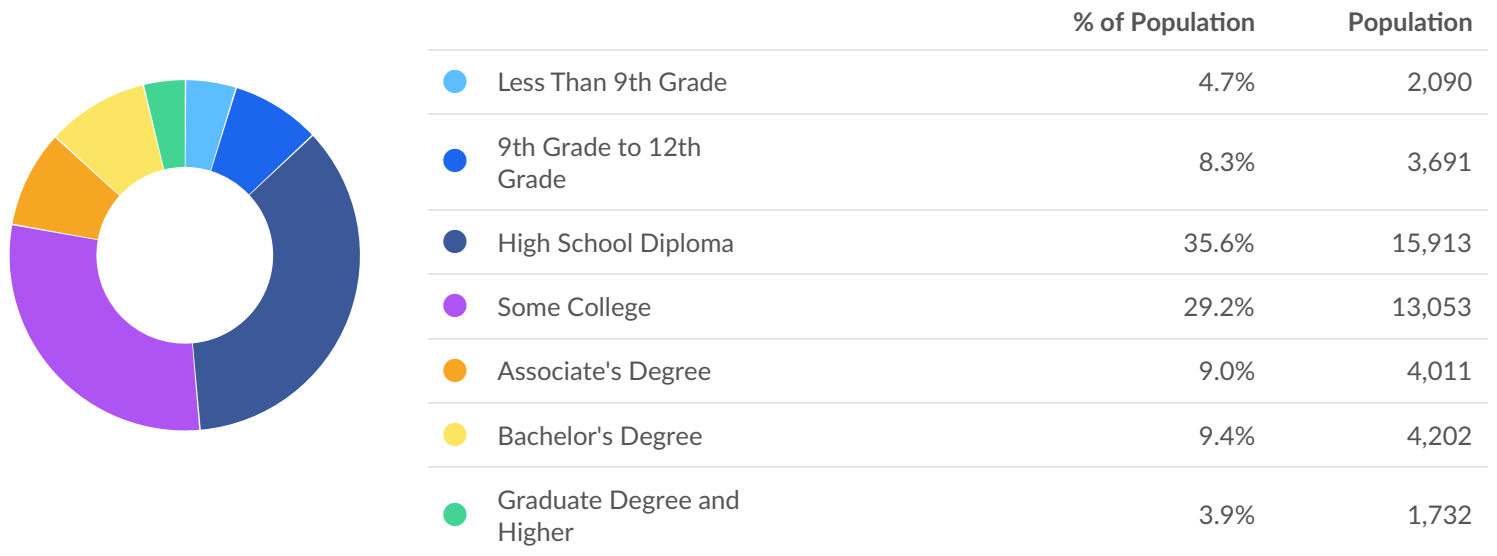 % of Population Population
Less Than 9th Grade 4.7% 2,090
9th Grade to 12th
Grade 8.3% 3,691
High School Diploma 35.6% 15,913
Some College 29.2% 13,053
Associate's Degree 9.0% 4,011
Bachelor's Degree 9.4% 4,202
Graduate Degree and
Higher 3.9% 1,732